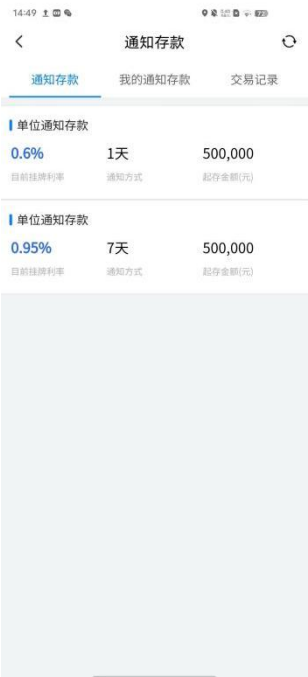 14:49
通知存款
通知存款 我的通知存款 交易记录
单位通知存款
0.6% 1天 500,000
目前挂牌利率 通知方式 起存金额(元)
单位通知存款
0.95% 7天 500,000
目前挂牌利率 通知方式 起存金额(元)